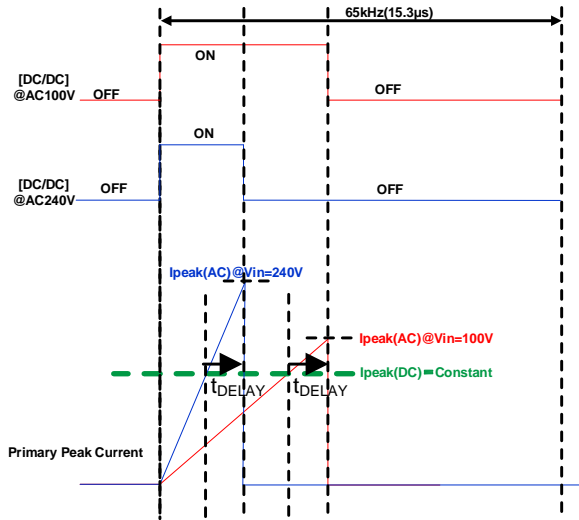 65kHz(15.3µs)
ON
[DC/DC]
@AC100V
OFF
OFF
ON
[DC/DC]
@AC240V
OFF
OFF
Ipeak(AC)@Vin=240V
Ipeak(AC)@Vin=100V
Ipeak(DC)=Constant
tDELAY
tDELAY
Primary Peak Current